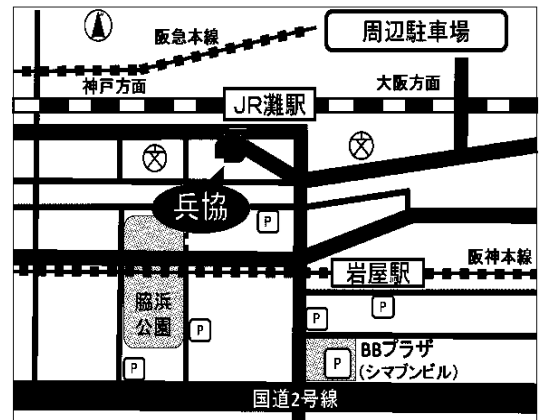 阪急本線
周辺駐車場
神戸方面
大阪方面
JR灘駅
文
文
兵協
P
阪神本線
岩屋駅
脇浜
公園
P
P
P
P
P
BBプラザ
(シマブンビル)
国道2号線